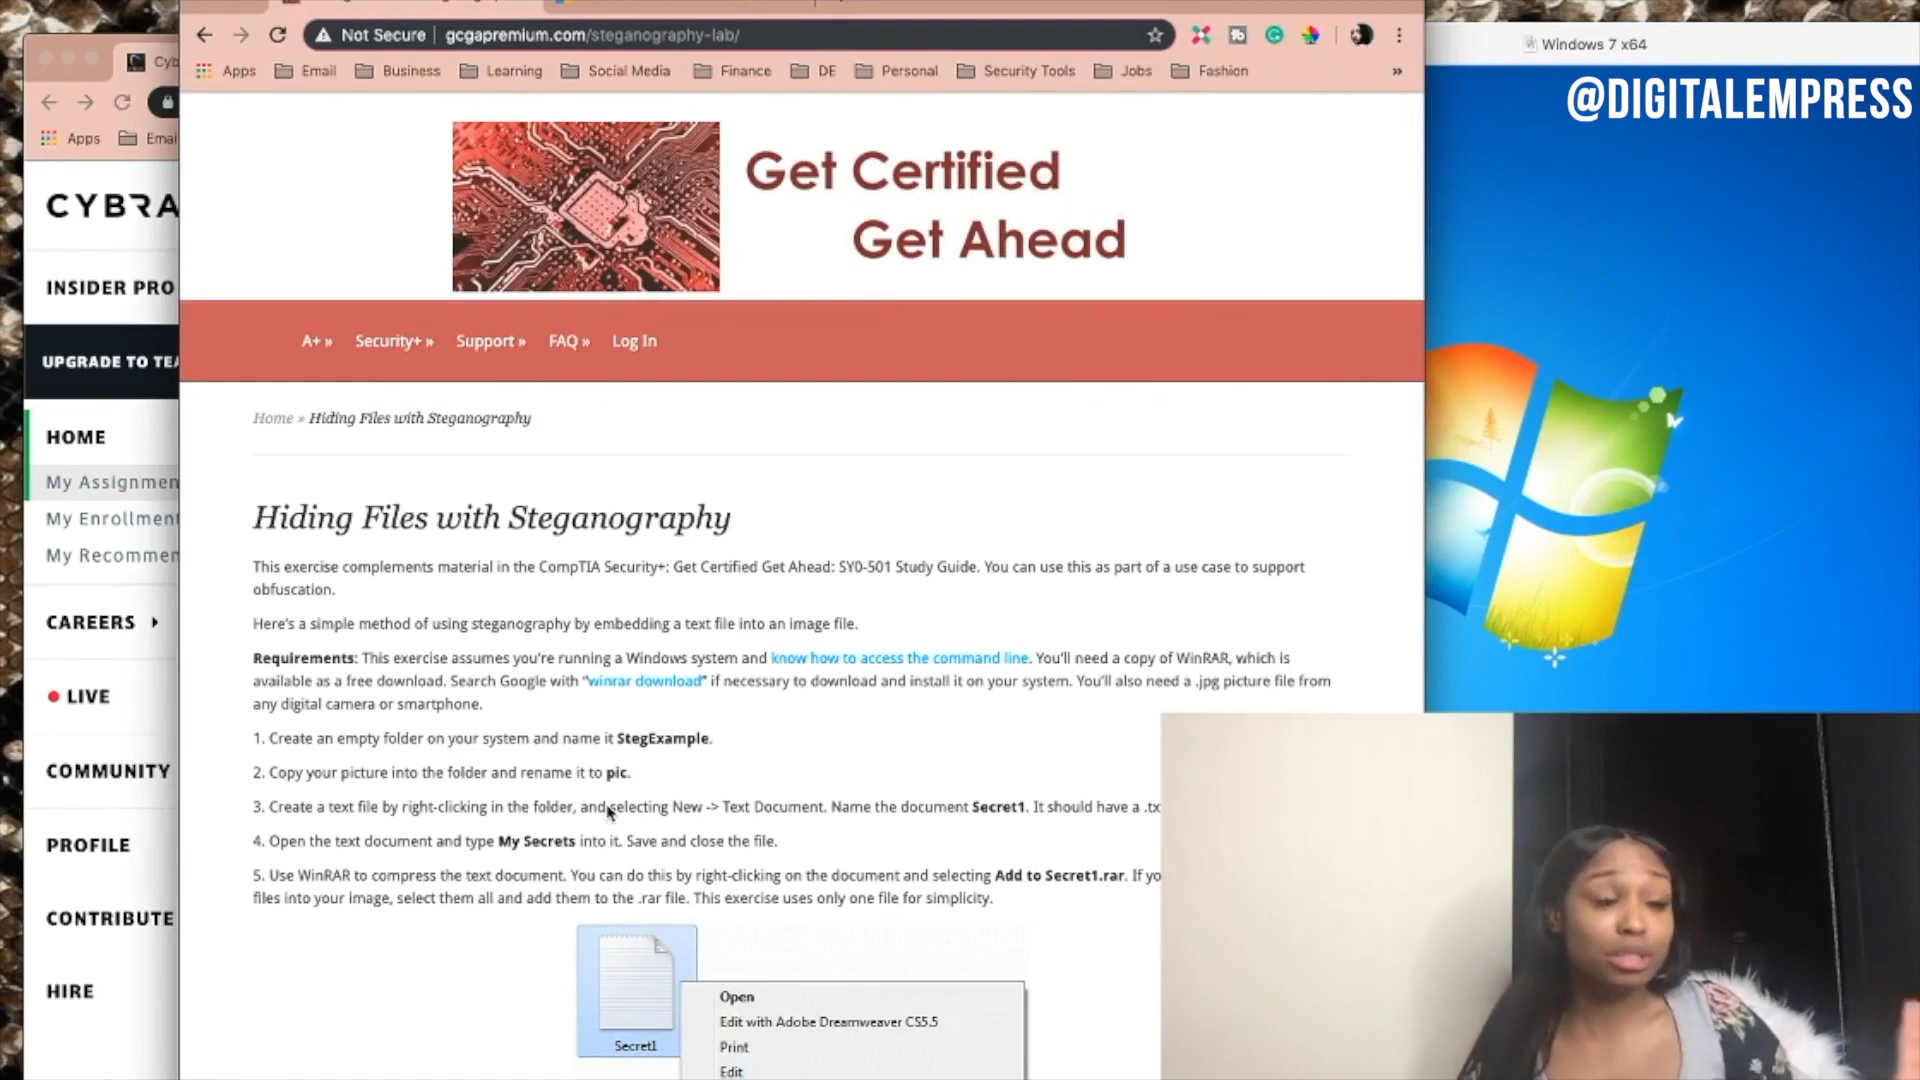 Not Secure | gcgapremium.com/steganography-lab/
Apps Email Business Learning Social Media Finance DE Personal Security Tools Jobs Fashion »
Windows 7 x64
@DIGITALEMPRESS
Cyb
Apps Emai
CYBRA
INSIDER PRO
UPGRADE TO TEA
HOME
My Assignmen
My Enrollment
My Recommen
CAREERS
LIVE
COMMUNITY
PROFILE
CONTRIBUTE
HIRE
Get Certified
Get Ahead
A+ » Security+ » Support » FAQ » Log In
Home » Hiding Files with Steganography
Hiding Files with Steganography
This exercise complements material in the CompTIA Security+: Get Certified Get Ahead: SY0-501 Study Guide. You can use this as part of a use case to support
obfuscation.
Here's a simple method of using steganography by embedding a text file into an image file.
Requirements: This exercise assumes you're running a Windows system and know how to access the command line. You'll need a copy of WinRAR, which is
available as a free download. Search Google with "winrar download" if necessary to download and install it on your system. You'll also need a .jpg picture file from
any digital camera or smartphone.
1. Create an empty folder on your system and name it StegExample.
2. Copy your picture into the folder and rename it to pic.
3. Create a text file by right-clicking in the folder, and selecting New -> Text Document. Name the document Secret1. It should have a .tx
4. Open the text document and type My Secrets into it. Save and close the file.
5. Use WinRAR to compress the text document. You can do this by right-clicking on the document and selecting Add to Secret1.rar. If yo
files into your image, select them all and add them to the .rar file. This exercise uses only one file for simplicity.
Secret1
Open
Edit with Adobe Dreamweaver CS5.5
Print
Edit